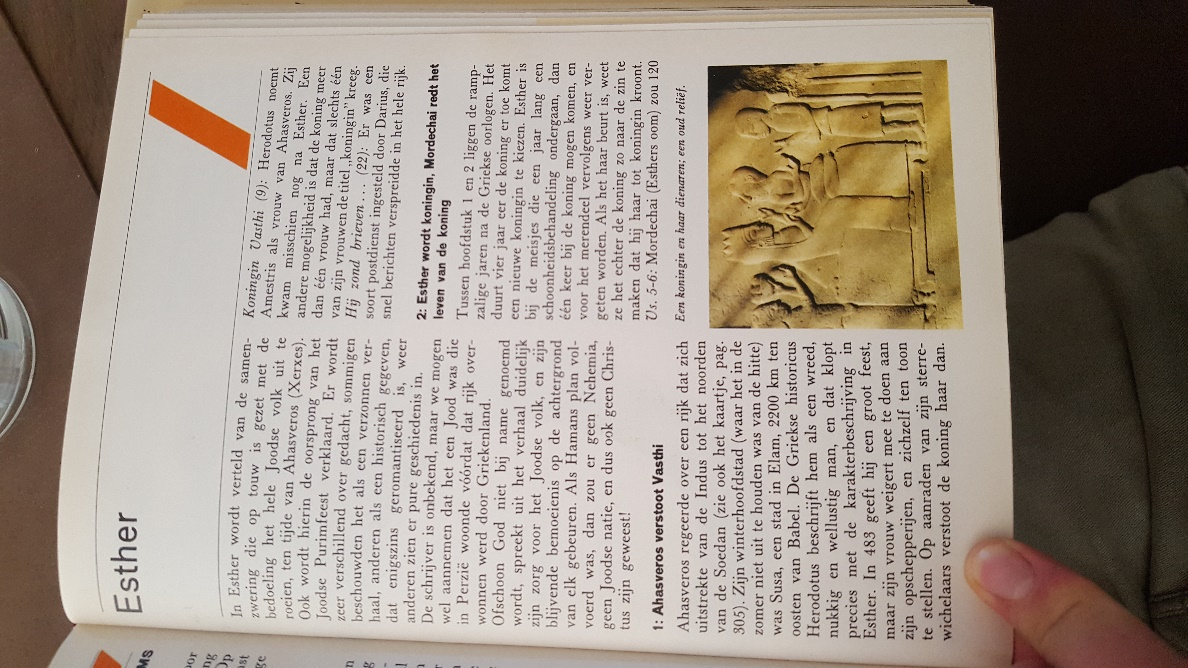 Esther
In Esther wordt verteld van de samen-
zwering die op touw is gezet met de
bedoeling het hele Joodse volk uit te
roeien, ten tijde van Ahasveros (Xerxes).
Ook wordt hierin de oorsprong van het
Joodse Purimfeest verklaard. Er wordt
zeer verschillend over gedacht, sommigen
beschouwden het als een verzonnen ver-
haal, anderen als een historisch gegeven,
dat enigszins geromantiseerd is, weer
anderen zien er pure geschiedenis in.
De schrijver is onbekend, maar we mogen
wel aannemen dat het een Jood was die
in Perzië woonde vóórdat dat rijk over-
wonnen werd door Griekenland.
Ofschoon God niet bij name genoemd
wordt, spreekt uit het verhaal duidelijk
zijn zorg voor het Joodse volk, en zijn
blijvende bemoeienis op de achtergrond
van elk gebeuren. Als Hamans plan vol-
voerd was, dan zou er geen Nehemia,
geen Joodse natie, en dus ook geen Chris-
tus zijn geweest!
1: Ahasveros verstoot Vasthi
Ahasveros regeerde over een rijk dat zich
uitstrekte van de Indus tot het noorden
van de Soedan (zie ook het kaartje, pag.
305). Zijn winterhoofdstad (waar het in de
zomer niet uit te houden was van de hitte)
was Susa, een stad in Elam, 2200 km ten
oosten van Babel. De Griekse historicus
Herodotus beschrijft hem als een wreed,
nukkig en wellustig man, en dat klopt
precies met de karakterbeschrijving in
Esther. In 483 geeft hij een groot feest,
maar zijn vrouw weigert mee te doen aan
zijn opschepperijen, en zichzelf ten toon
te stellen. Op aanraden van zijn sterre-
wichelaars verstoot de koning haar dan.
Koningin Vasthi (9): Herodotus noemt
Amestris als vrouw van Ahasveros. Zij
kwam misschien nog na Esther. Een
andere mogelijkheid is dat de koning meer
dan één vrouw had, maar dat slechts één
van zijn vrouwen de titel „koningin” kreeg.
Hij zond brieven... (22): Er was een
soort postdienst ingesteld door Darius, die
snel berichten verspreidde in het hele rijk.
2: Esther wordt koningin, Mordechai redt het
leven van de koning
Tussen hoofdstuk 1 en 2 liggen de ramp-
zalige jaren na de Griekse oorlogen. Het
duurt vier jaar eer de koning er toe komt
een nieuwe koningin te kiezen. Esther is
bij de meisjes die een jaar lang een
schoonheidsbehandeling ondergaan, dan
één keer bij de koning mogen komen, en
voor het merendeel vervolgens weer ver-
geten worden. Als het haar beurt is, weet
ze het echter de koning zo naar de zin te
maken dat hij haar tot koningin kroont.
Vs. 5-6: Mordechai (Esthers oom) zou 120
Een koningin en haar dienaren; een oud reliëf.